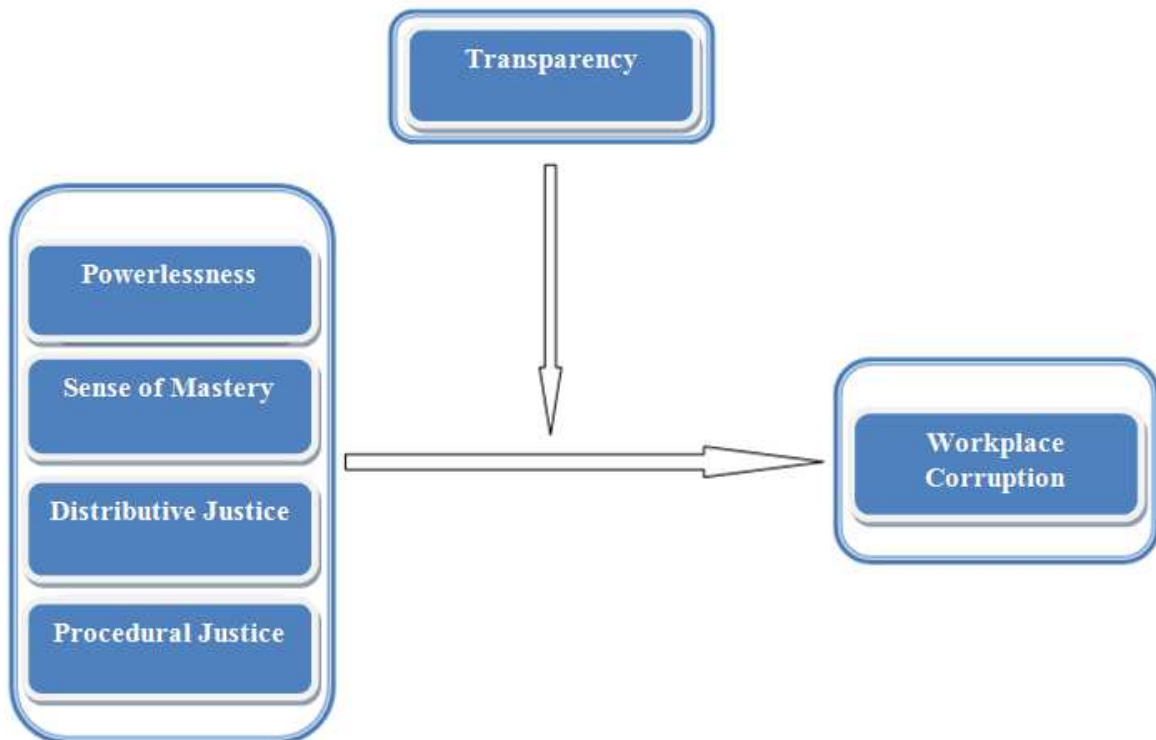 Transparency
Powerlessness
Sense of Mastery
Distributive Justice
Procedural Justice
Workplace
Corruption